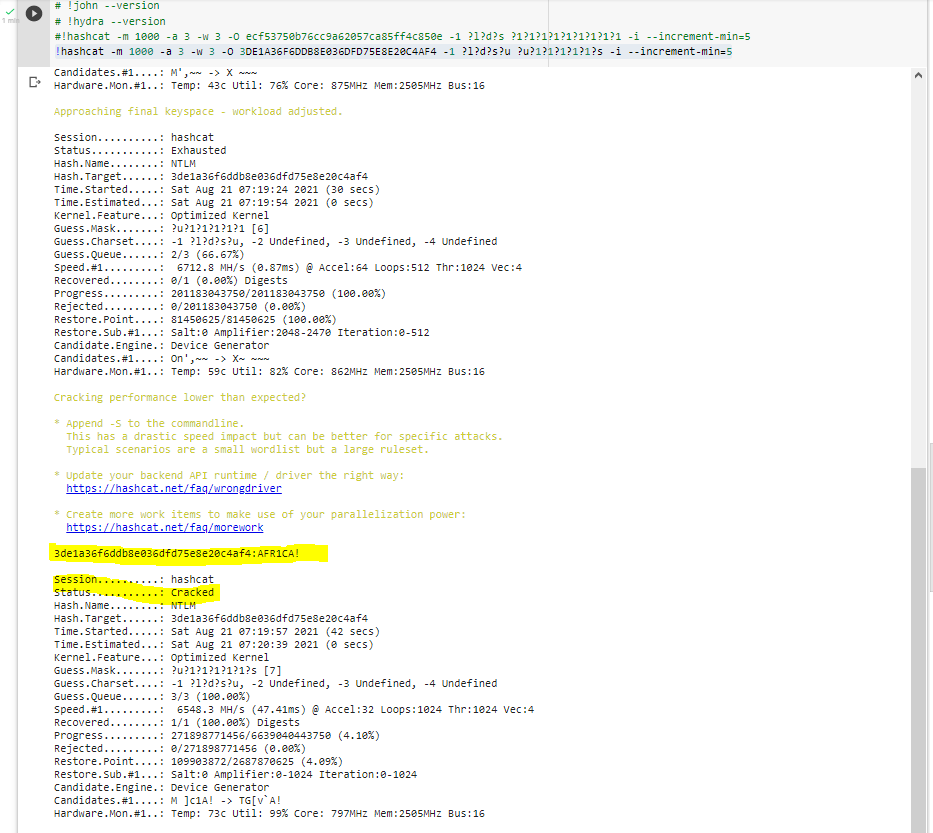 # !john --version
# !hydra --version
#!hashcat -m 1000 -a 3 -w 3 -O ecf53750b76cc9a62057ca85ff4c850e -1 ?l?d?s ?1?1?1?1?1?1?1?1?1 -i --increment-min=5
!hashcat -m 1000 -a 3 -w 3 -O 3DE1A36F6DDB8E036DFD75E8E20C4AF4 -1 ?l?d?s?u ?u?1?1?1?1?1?s -i --increment-min=5
Candidates.#1....: M',~~ -> X ~~~
Hardware.Mon.#1..: Temp: 43c Util: 76% Core: 875MHz Mem:2505MHz Bus:16
Approaching final keyspace - workload adjusted.
Session..........: hashcat
Status...........: Exhausted
Hash.Name........: NTLM
Hash.Target......: 3de1a36f6ddb8e036dfd75e8e20c4af4
Time.Started.....: Sat Aug 21 07:19:24 2021 (30 secs)
Time.Estimated...: Sat Aug 21 07:19:54 2021 (0 secs)
Kernel.Feature...: Optimized Kernel
Guess.Mask.......: ?u?1?1?1?1?1 [6]
Guess.Charset....: -1 ?l?d?s?u, -2 Undefined, -3 Undefined, -4 Undefined
Guess.Queue......: 2/3 (66.67%)
Speed.#1.........:  6712.8 MH/s (0.87ms) @ Accel:64 Loops:512 Thr:1024 Vec:4
Recovered........: 0/1 (0.00%) Digests
Progress.........: 201183043750/201183043750 (100.00%)
Rejected.........: 0/201183043750 (0.00%)
Restore.Point....: 81450625/81450625 (100.00%)
Restore.Sub.#1...: Salt:0 Amplifier:2048-2470 Iteration:0-512
Candidate.Engine.: Device Generator
Candidates.#1....: On',~~ -> X~ ~~~
Hardware.Mon.#1..: Temp: 59c Util: 82% Core: 862MHz Mem:2505MHz Bus:16
Cracking performance lower than expected?
* Append -S to the commandline.
This has a drastic speed impact but can be better for specific attacks.
Typical scenarios are a small wordlist but a large ruleset.
* Update your backend API runtime / driver the right way:
https://hashcat.net/faq/wrongdriver
* Create more work items to make use of your parallelization power:
https://hashcat.net/faq/morework
3de1a36f6ddb8e036dfd75e8e20c4af4:AFR1CA!
Session..........: hashcat
Status...........: Cracked
Hash.Name........: NTLM
Hash.Target......: 3de1a36f6ddb8e036dfd75e8e20c4af4
Time.Started.....: Sat Aug 21 07:19:57 2021 (42 secs)
Time.Estimated...: Sat Aug 21 07:20:39 2021 (0 secs)
Kernel.Feature...: Optimized Kernel
Guess.Mask.......: ?u?1?1?1?1?1?s [7]
Guess.Charset....: -1 ?l?d?s?u, -2 Undefined, -3 Undefined, -4 Undefined
Guess.Queue......: 3/3 (100.00%)
Speed.#1.........:  6548.3 MH/s (47.41ms) @ Accel:32 Loops:1024 Thr:1024 Vec:4
Recovered........: 1/1 (100.00%) Digests
Progress.........: 271898771456/6639040443750 (4.10%)
Rejected.........: 0/271898771456 (0.00%)
Restore.Point....: 109903872/2687870625 (4.09%)
Restore.Sub.#1...: Salt:0 Amplifier:0-1024 Iteration:0-1024
Candidate.Engine.: Device Generator
Candidates.#1....: M ]c1A! -> TG[v`A!
Hardware.Mon.#1..: Temp: 73c Util: 99% Core: 797MHz Mem:2505MHz Bus:16